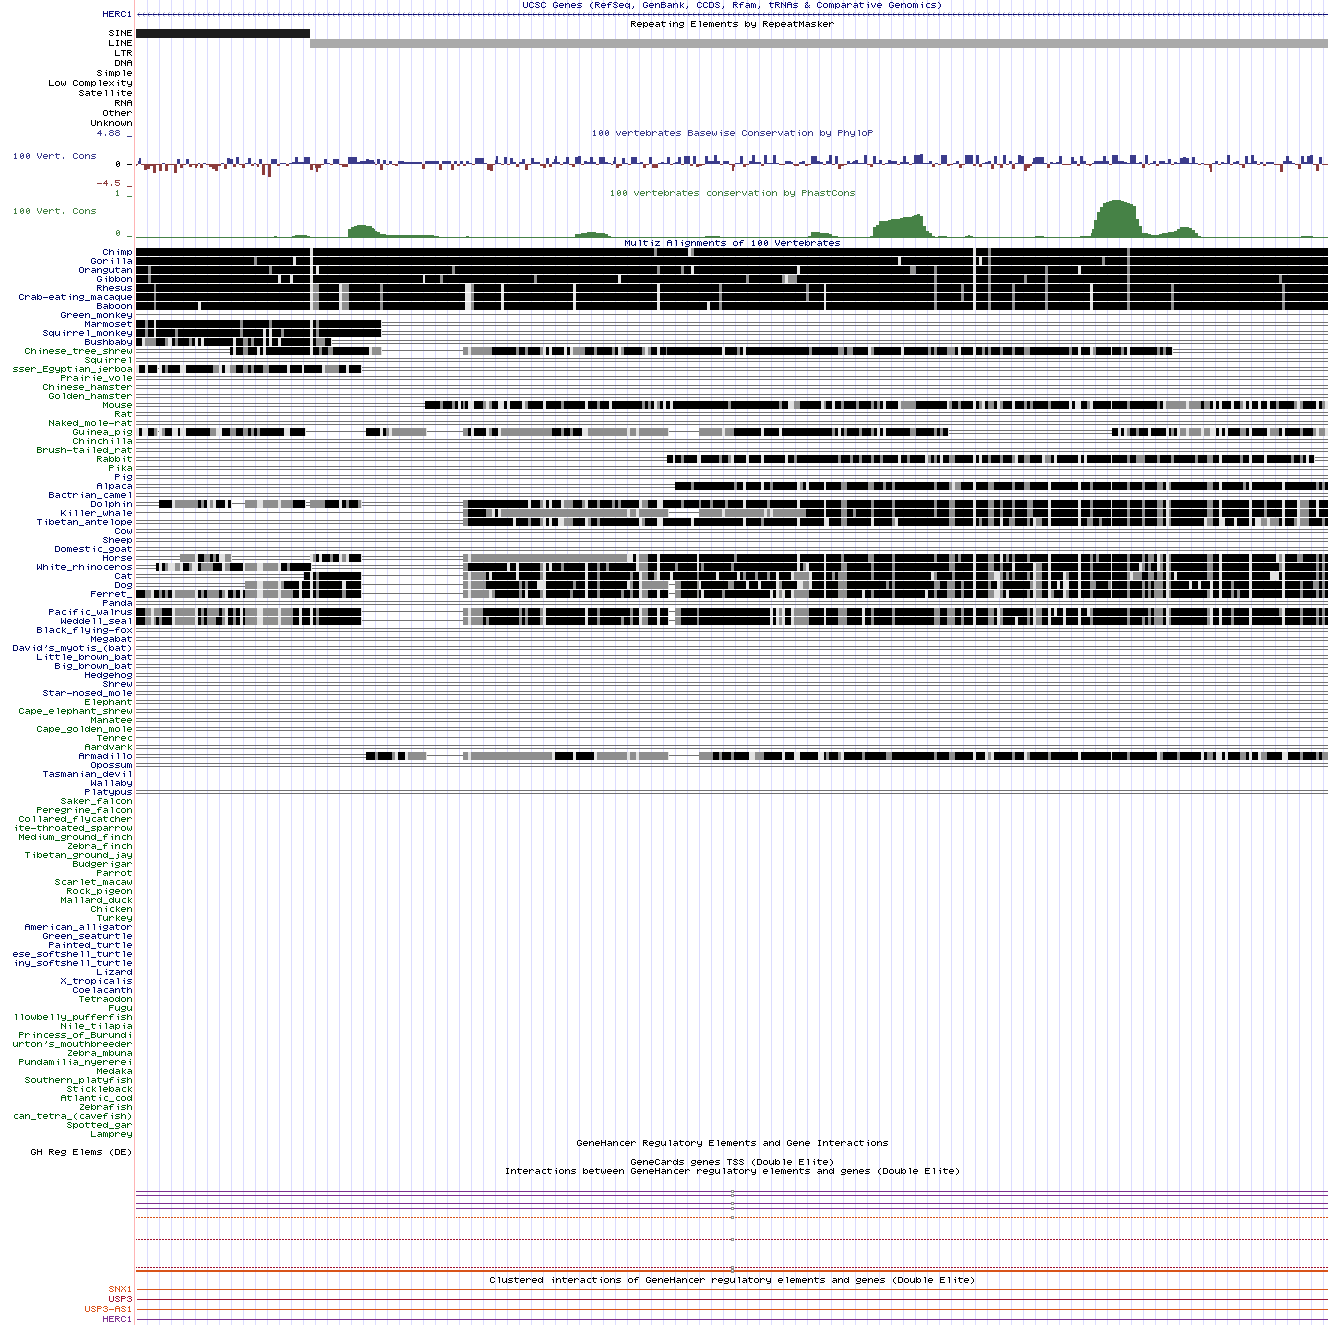 UCSC Genes (RefSeq, GenBank, CCDS, Rfam, tRNAs & Comparative Genomics)
HERC1
Repeating Elements by RepeatMasker
SINE
LINE
LTR
DNA
Simple
Low Complexity
Satellite
RNA
Other
Unknown
4.88 _
100 vertebrates Basewise Conservation by PhyloP
100 Vert. Cons
0 _
-4.5 _
100 vertebrates conservation by PhastCons
1 _
100 Vert. Cons
0 _
Multiz Alignments of 100 Vertebrates
Chimp
Gorilla
Orangutan
Gibbon
Rhesus
Crab-eating_macaque
Baboon
Green_monkey
Marmoset
Squirrel_monkey
Bushbaby
Chinese_tree_shrew
Squirrel
sser_Egyptian_jerboa
Prairie_vole
Chinese_hamster
Golden_hamster
Mouse
Rat
Naked_mole-rat
Guinea_pig
Chinchilla
Brush-tailed_rat
Rabbit
Pika
Pig
Alpaca
Bactrian_camel
Dolphin
Killer_whale
Tibetan_antelope
Cow
Sheep
Domestic_goat
Horse
White_rhinoceros
Cat
Dog
Ferret_
Panda
Pacific_walrus
Weddell_seal
Black_flying-fox
Megabat
David's_myotis_(bat)
Little_brown_bat
Big_brown_bat
Hedgehog
Shrew
Star-nosed_mole
Elephant
Cape_elephant_shrew
Manatee
Cape_golden_mole
Tenrec
Aardvark
Armadillo
Opossum
Tasmanian_devil
Wallaby
Platypus
Saker_falcon
Peregrine_falcon
Collared_flycatcher
ite-throated_sparrow
Medium_ground_finch
Zebra_finch
Tibetan_ground_jay
Budgerigar
Parrot
Scarlet_macaw
Rock_pigeon
Mallard_duck
Chicken
Turkey
American_alligator
Green_seaturtle
Painted_turtle
ese_softshell_turtle
iny_softshell_turtle
Lizard
X_tropicalis
Coelacanth
Tetraodon
Fugu
llowbelly_pufferfish
Nile_tilapia
Princess_of_Burundi
urton's_mouthbreeder
Zebra_mbuna
Pundamilia_nyererei
Medaka
Southern_platyfish
Stickleback
Atlantic_cod
Zebrafish
can_tetra_(cavefish)
Spotted_gar
Lamprey
GeneHancer Regulatory Elements and Gene Interactions
GH Reg Elems (DE)
GeneCards genes TSS (Double Elite)
Interactions between GeneHancer regulatory elements and genes (Double Elite)
Clustered interactions of GeneHancer regulatory elements and genes (Double Elite)
SNX1
USP3
USP3-AS1
HERC1